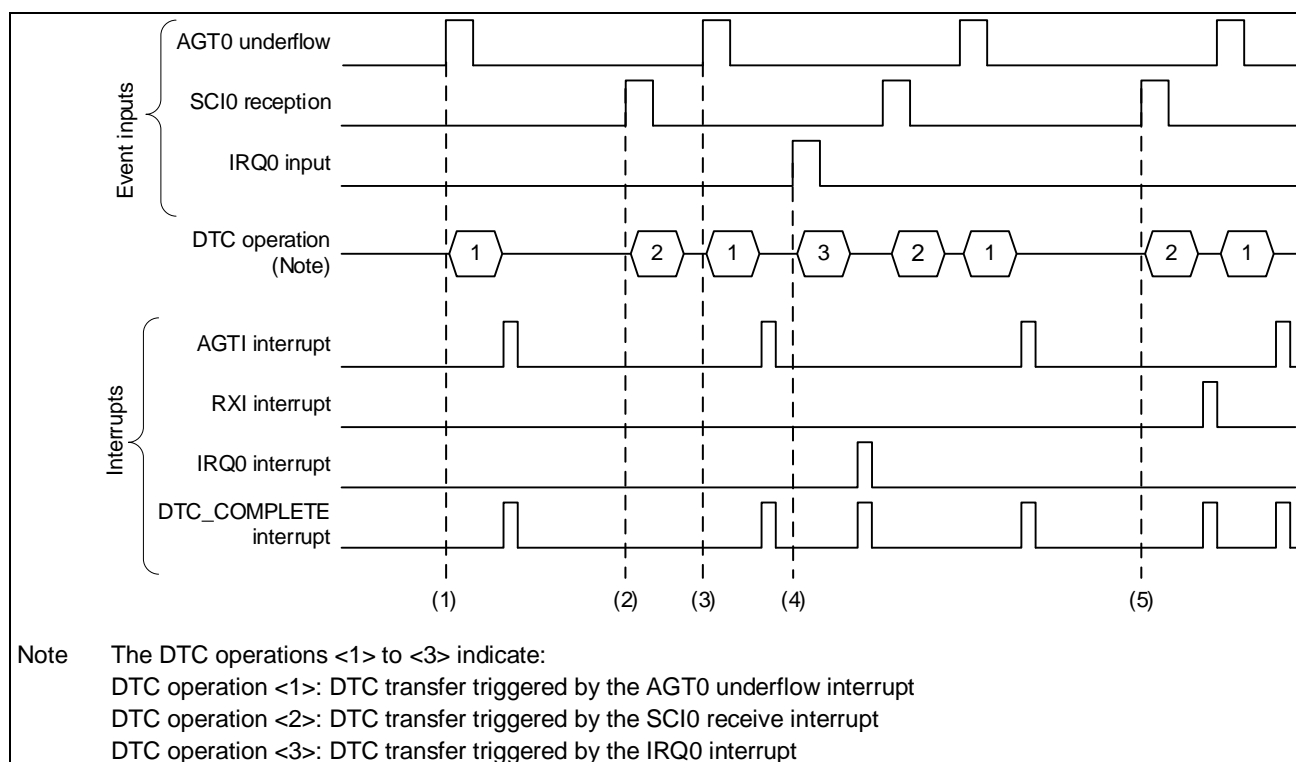 Event inputs
AGT0 underflow
SCI0 reception
IRQ0 input
DTC operation
(Note)
1
2
1
3
2
1
2
1
Interrupts
AGTI interrupt
RXI interrupt
IRQ0 interrupt
DTC_COMPLETE
interrupt
(1)
(2)
(3)
(4)
(5)
Note The DTC operations <1> to <3> indicate:
DTC operation <1>: DTC transfer triggered by the AGT0 underflow interrupt
DTC operation <2>: DTC transfer triggered by the SCI0 receive interrupt
DTC operation <3>: DTC transfer triggered by the IRQ0 interrupt